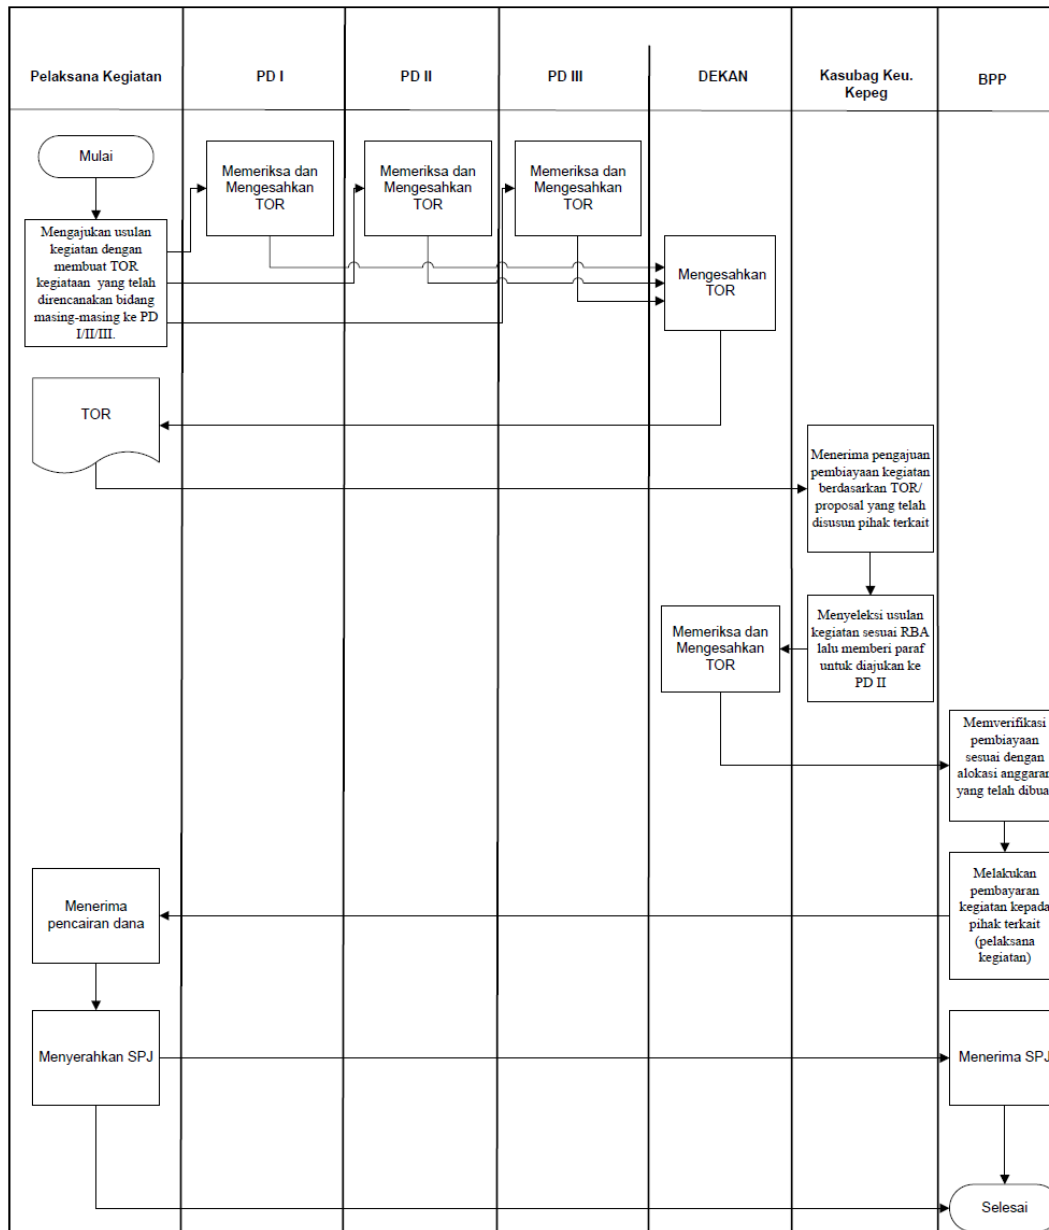 Pelaksana Kegiatan
PD I
PD II
PD III
DEKAN
Kasubag Keu.
Kepeg
BPP
Mulai
Mengajukan usulan
kegiatan dengan
membuat TOR
kegiataan yang telah
direncanakan bidang
masing-masing ke PD
I/II/III.
Memeriksa dan
Mengesahkan
TOR
Memeriksa dan
Mengesahkan
TOR
Memeriksa dan
Mengesahkan
TOR
Mengesahkan
TOR
TOR
Menerima pengajuan
pembiayaan kegiatan
berdasarkan TOR/
proposal yang telah
disusun pihak terkait
Menyeleksi usulan
kegiatan sesuai RBA
lalu memberi paraf
untuk diajukan ke
PD II
Memeriksa dan
Mengesahkan
TOR
Memverifikasi
pembiayaan
sesuai dengan
alokasi anggaran
yang telah dibua
Melakukan
pembayaran
kegiatan kepada
pihak terkait
(pelaksana
kegiatan)
Menerima
pencairan dana
Menyerahkan SPJ
Menerima SPJ
Selesai